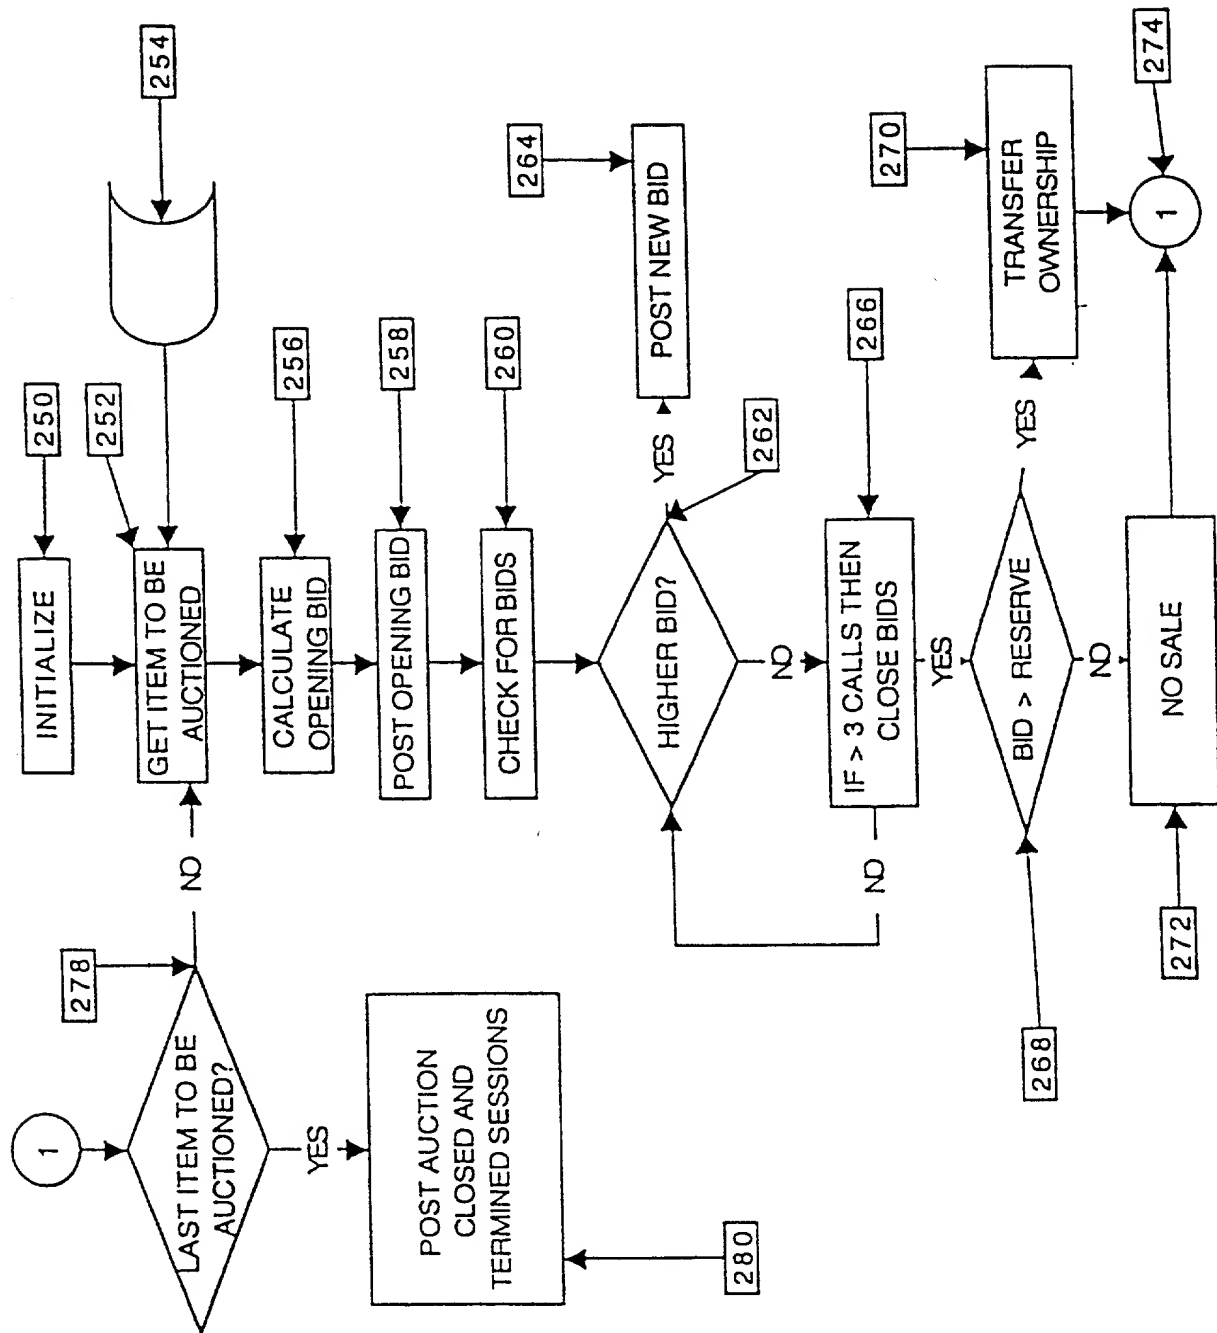 1
LAST ITEM TO BE
AUCTIONED?
278
NO
YES
POST AUCTION
CLOSED AND
TERMINED SESSIONS
280
INITIALIZE
250
252
254
GET ITEM TO BE
AUCTIONED
CALCULATE
OPENING BID
256
POST OPENING BID
258
CHECK FOR BIDS
260
HIGHER BID?
262
YES
POST NEW BID
264
NO
IF > 3 CALLS THEN
CLOSE BIDS
266
NO
YES
BID > RESERVE
268
YES
TRANSFER
OWNERSHIP
270
NO
NO SALE
272
1
274